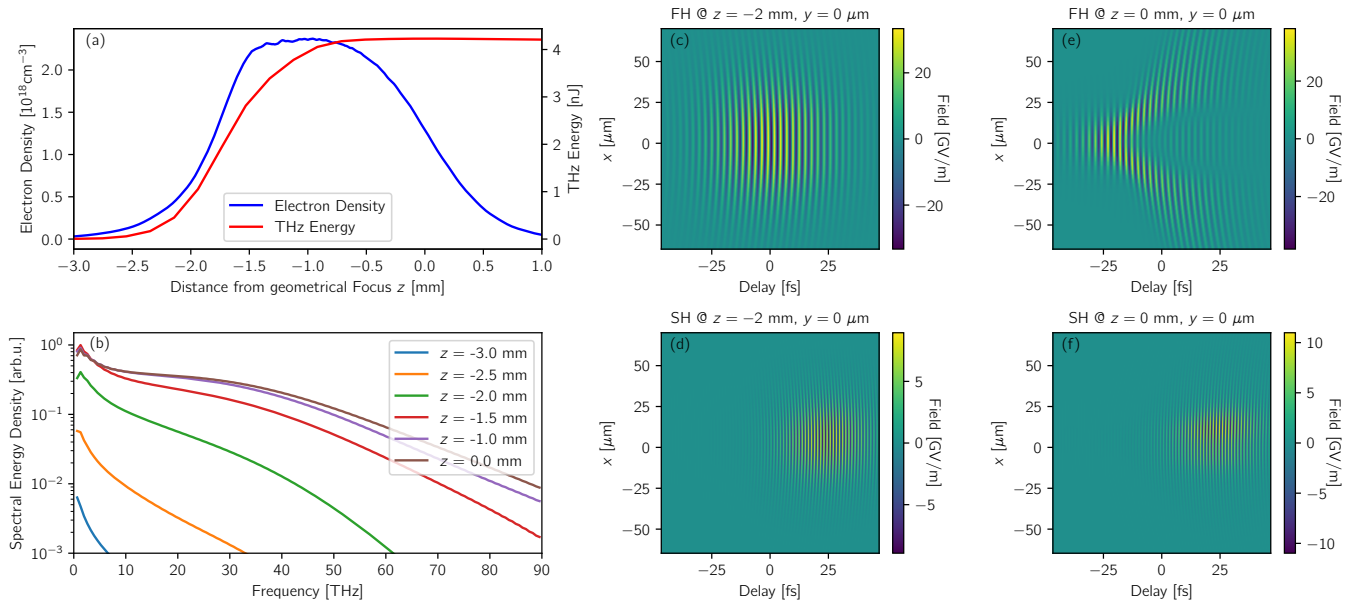 (a)
Electron Density [10^18 cm^−3]
2.0
1.5
1.0
0.5
0.0
THz Energy [nJ]
4
3
2
1
0
Electron Density
THz Energy
−3.0 −2.5 −2.0 −1.5 −1.0 −0.5 0.0 0.5 1.0
Distance from geometrical Focus z [mm]
(b)
Spectral Energy Density [arb.u.]
10^0
10^−1
10^−2
10^−3
z = -3.0 mm
z = -2.5 mm
z = -2.0 mm
z = -1.5 mm
z = -1.0 mm
z = 0.0 mm
0 10 20 30 40 50 60 70 80 90
Frequency [THz]
FH @ z = −2 mm, y = 0 μm
(c)
x [μm]
50
25
0
−25
−50
−25 0 25
Delay [fs]
20
0
−20
Field [GV/m]
FH @ z = 0 mm, y = 0 μm
(e)
x [μm]
50
25
0
−25
−50
−25 0 25
Delay [fs]
20
0
−20
Field [GV/m]
SH @ z = −2 mm, y = 0 μm
(d)
x [μm]
50
25
0
−25
−50
−25 0 25
Delay [fs]
5
0
−5
Field [GV/m]
SH @ z = 0 mm, y = 0 μm
(f)
x [μm]
50
25
0
−25
−50
−25 0 25
Delay [fs]
10
5
0
−5
−10
Field [GV/m]